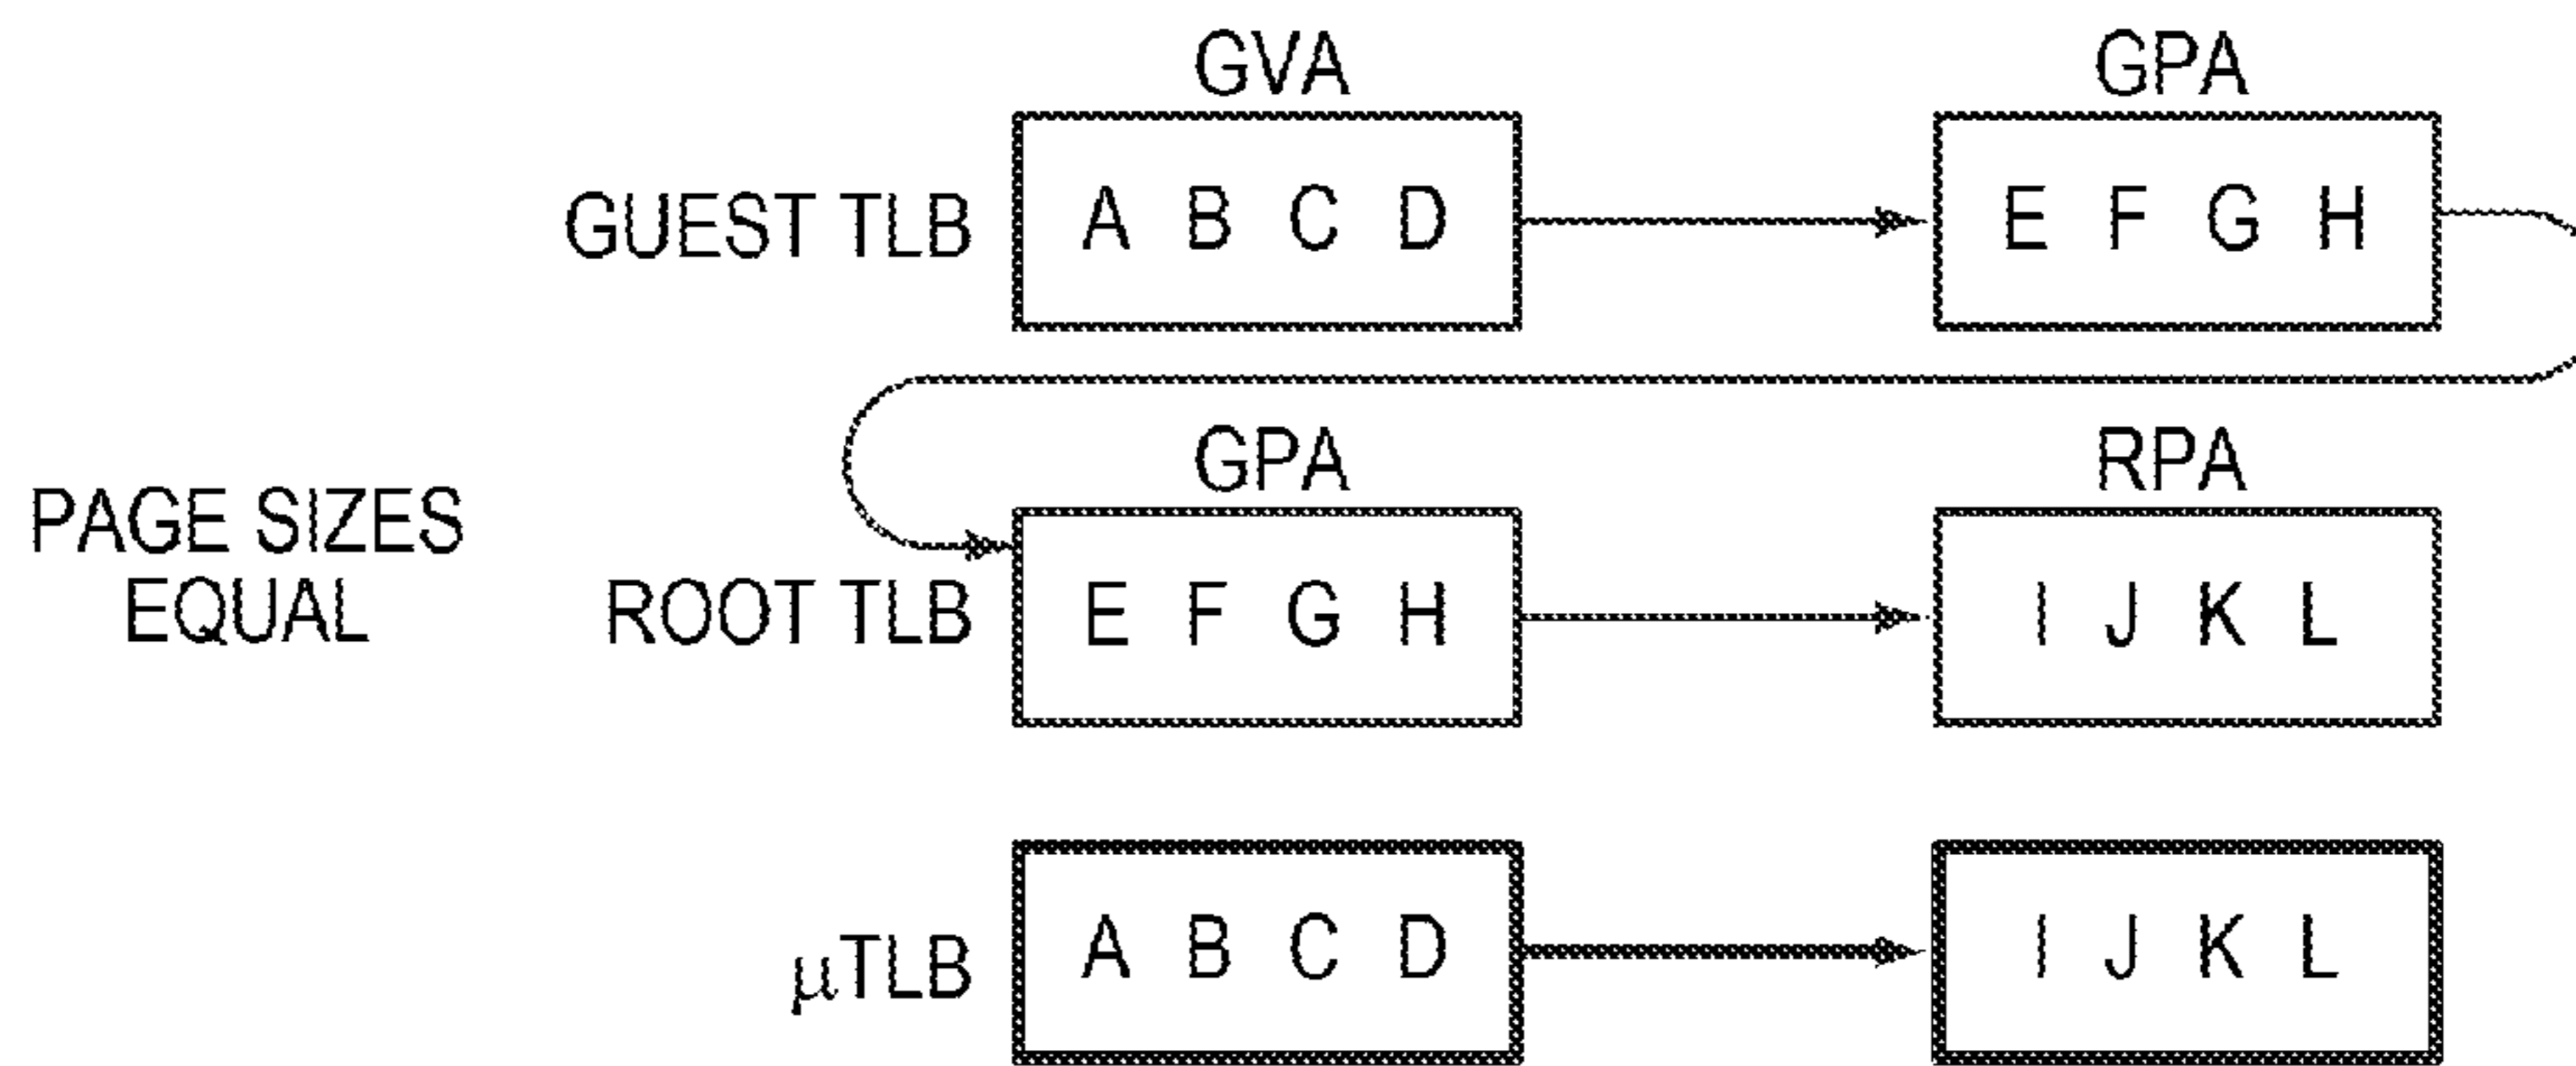 GVA GPA
GUEST TLB A B C D E F G H
GPA RPA
PAGE SIZES
EQUAL
ROOT TLB E F G H I J K L
μTLB A B C D I J K L